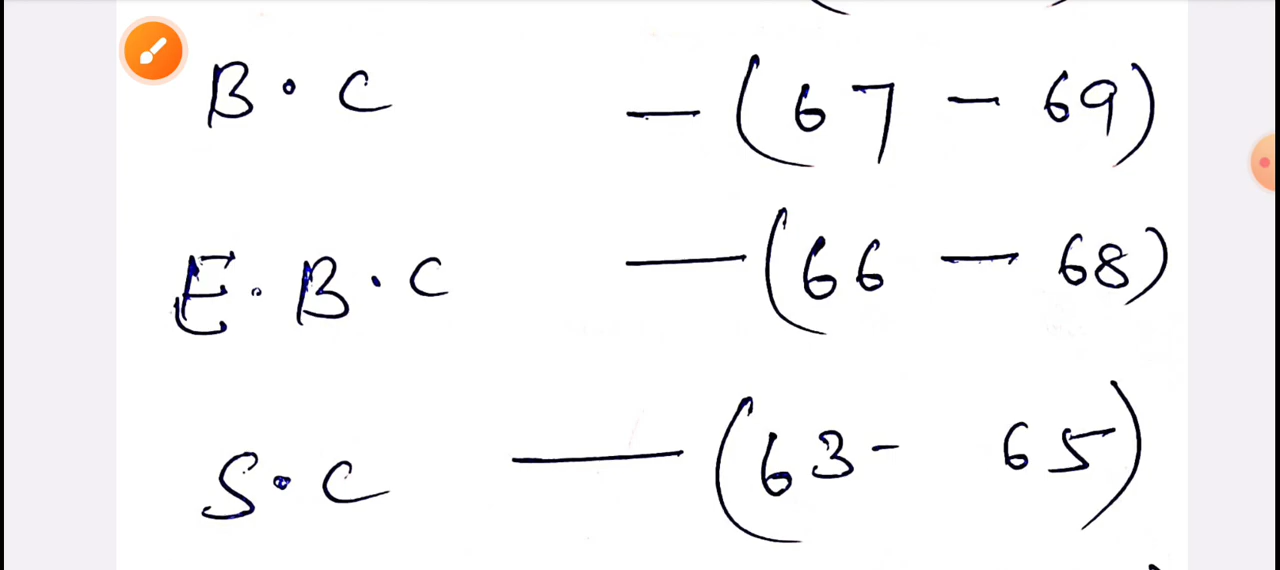 B.C — (67 — 69)
E.B.C — (66 — 68)
S.C — (63 - 65)